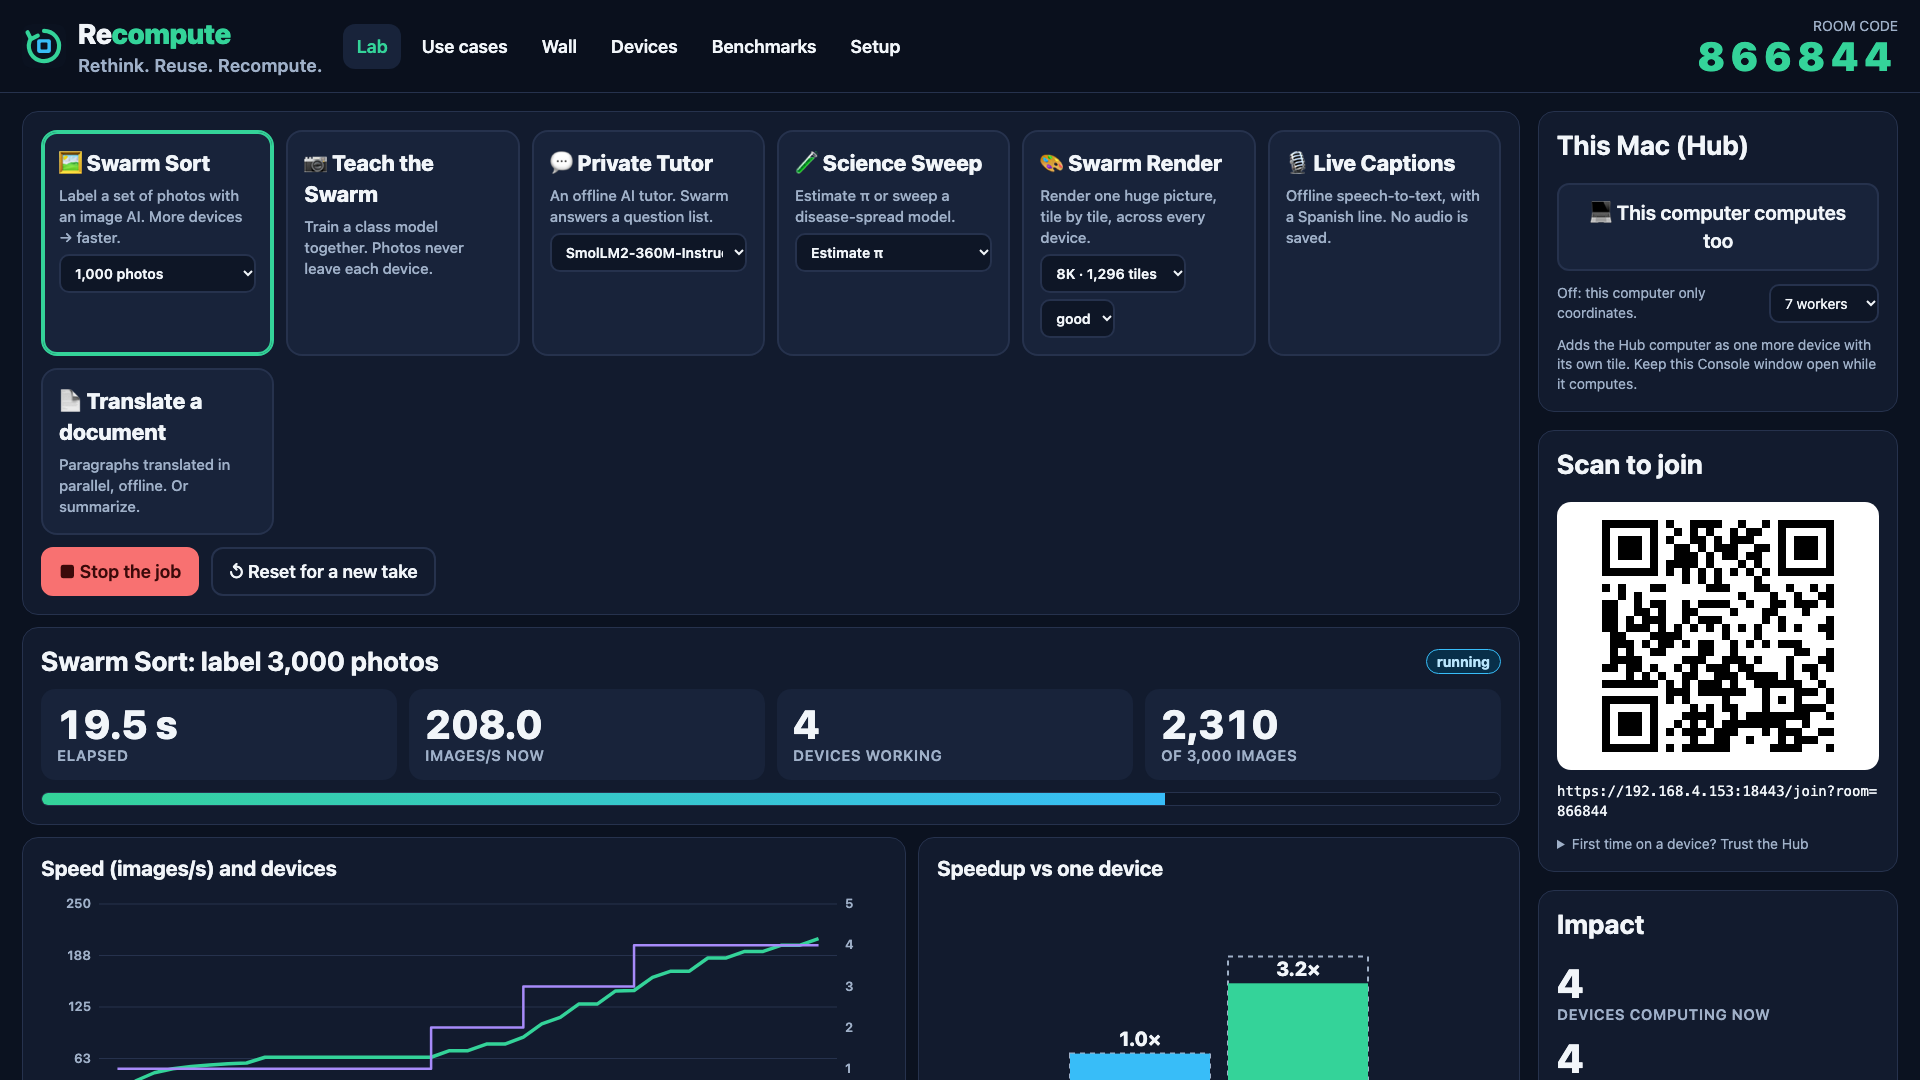 Recompute
Rethink. Reuse. Recompute.
Lab
Use cases
Wall
Devices
Benchmarks
Setup
ROOM CODE
866844
Swarm Sort
Label a set of photos with
an image AI. More devices
→ faster.
1,000 photos
Teach the
Swarm
Train a class model
together. Photos never
leave each device.
Private Tutor
An offline AI tutor. Swarm
answers a question list.
SmolLM2-360M-Instru
Science Sweep
Estimate π or sweep a
disease-spread model.
Estimate π
Swarm Render
Render one huge picture,
tile by tile, across every
device.
8K · 1,296 tiles
good
Live Captions
Offline speech-to-text, with
a Spanish line. No audio is
saved.
Translate a
document
Paragraphs translated in
parallel, offline. Or
summarize.
Stop the job
Reset for a new take
Swarm Sort: label 3,000 photos
running
19.5 s
ELAPSED
208.0
IMAGES/S NOW
4
DEVICES WORKING
2,310
OF 3,000 IMAGES
Speed (images/s) and devices
250
188
125
63
5
4
3
2
1
Speedup vs one device
1.0×
3.2×
This Mac (Hub)
This computer computes
too
Off: this computer only
coordinates.
7 workers
Adds the Hub computer as one more device with
its own tile. Keep this Console window open while
it computes.
Scan to join
https://192.168.4.153:18443/join?room=
866844
First time on a device? Trust the Hub
Impact
4
DEVICES COMPUTING NOW
4